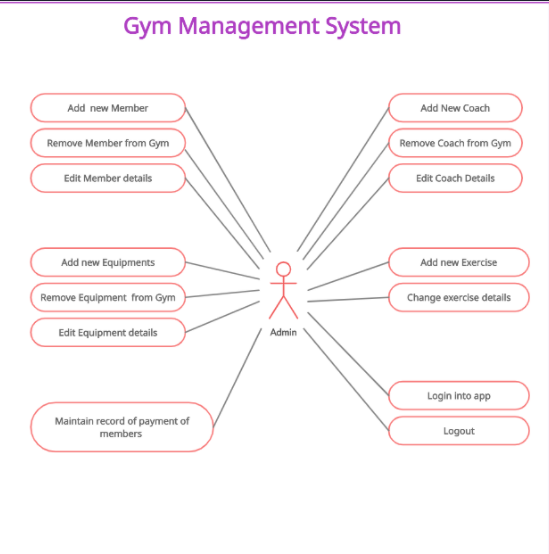 Gym Management System
Add  new Member
Remove Member from Gym
Edit Member details
Add New Coach
Remove Coach from Gym
Edit Coach Details
Add new Equipments
Remove Equipment  from Gym
Edit Equipment details
Admin
Add new Exercise
Change exercise details
Maintain record of payment of
members
Login into app
Logout